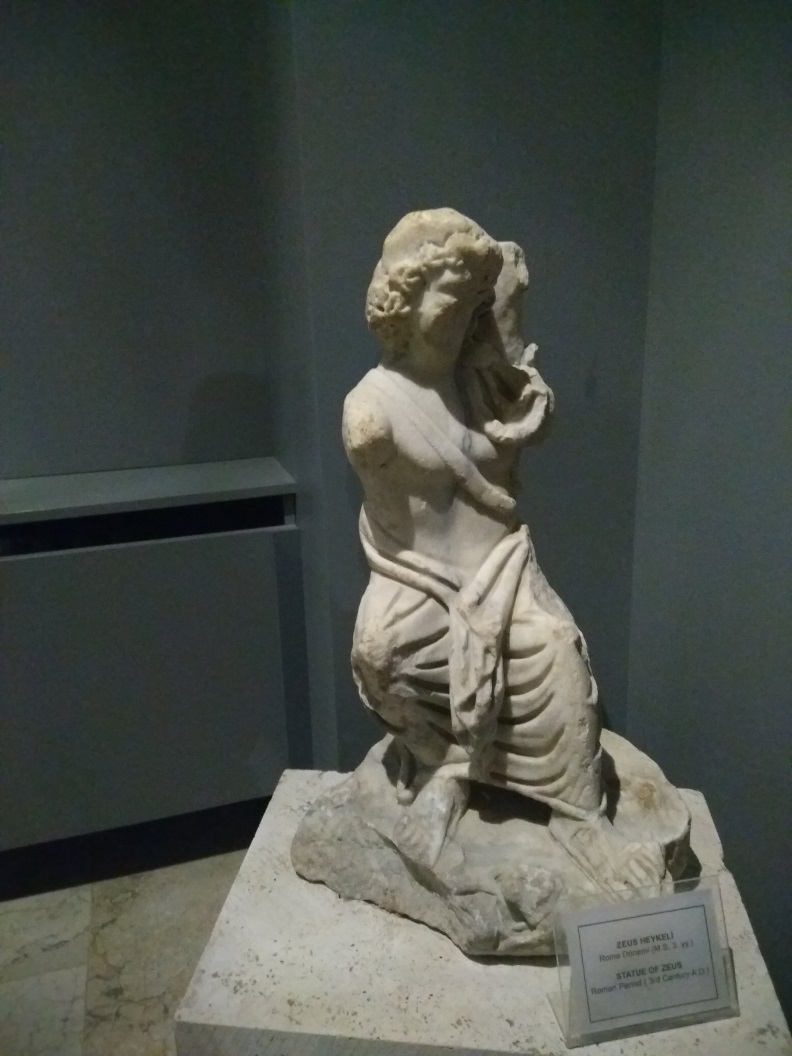 ZEUS HEYKELİ
Roma Dönemi (M.S. 3. yy.)
STATUE OF ZEUS
Roman Period ( 3rd Century A.D.)